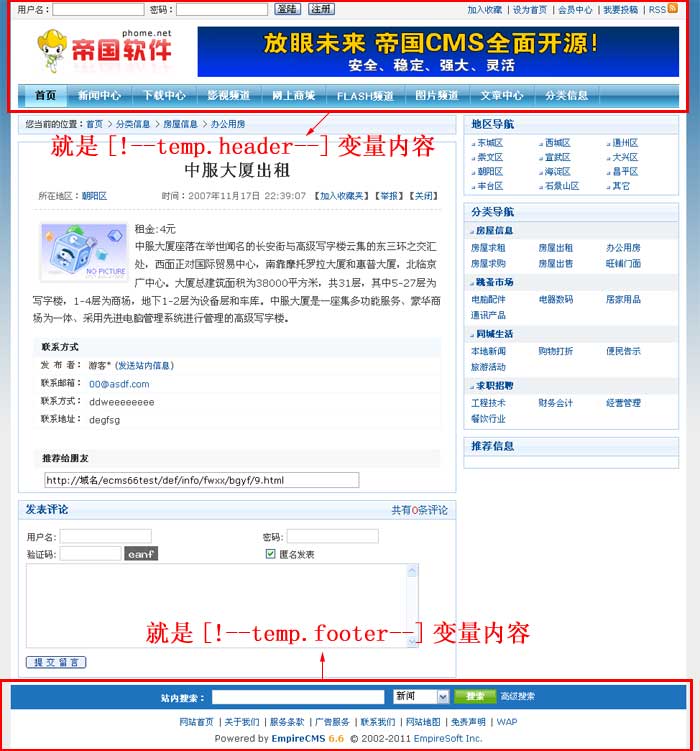 用户名: 密码: 登陆 注册 加入收藏 | 设为首页 | 会员中心 | 我要投稿 | RSS
phome.net
帝国软件
放眼未来 帝国CMS全面开源!
安全、稳定、强大、灵活
首页 新闻中心 下载中心 影视频道 网上商城 FLASH频道 图片频道 文章中心 分类信息
您当前的位置：首页 > 分类信息 > 房屋信息 > 办公用房
就是 [!--temp.header--] 变量内容
中服大厦出租
所在地区：朝阳区 时间：2007年11月17日 22:39:07 【加入收藏夹】【举报】【关闭】
NO PICTURE
租金:4元
中服大厦座落在举世闻名的长安街与高级写字楼云集的东三环之交汇
处，西面正对国际贸易中心，南靠摩托罗拉大厦和惠普大厦，北临京
广中心。大厦总建筑面积为38000平方米，共31层，其中5-27层为
写字楼，1-4层为商场，地下1-2层为设备层和车库。中服大厦是一座集多功能服务、豪华商
场为一体、采用先进电脑管理系统进行管理的高级写字楼。
联系方式
发 布 者： 游客* (发送站内信息)
联系邮箱： 00@asdf.com
联系方式： ddweeeeeeee
联系地址： degfsg
推荐给朋友
http://域名/ecms66test/def/info/fwxx/bgyf/9.html
发表评论 共有0条评论
用户名: 密码:
验证码: canf 匿名发表
就是 [!--temp.footer--] 变量内容
提交留言
地区导航
东城区 西城区 通州区
崇文区 宣武区 大兴区
朝阳区 海淀区 昌平区
丰台区 石景山区 其它
分类导航
房屋信息
房屋求租 房屋出租 办公用房
房屋求购 房屋出售 旺铺门面
跳蚤市场
电脑配件 电器数码 居家用品
通讯产品
同城生活
本地新闻 购物打折 便民告示
旅游活动
求职招聘
工程技术 财务会计 经营管理
餐饮行业
推荐信息
站内搜索： 新闻 搜索 高级搜索
网站首页 | 关于我们 | 服务条款 | 广告服务 | 联系我们 | 网站地图 | 免责声明 | WAP
Powered by EmpireCMS 6.6 © 2002-2011 EmpireSoft Inc.